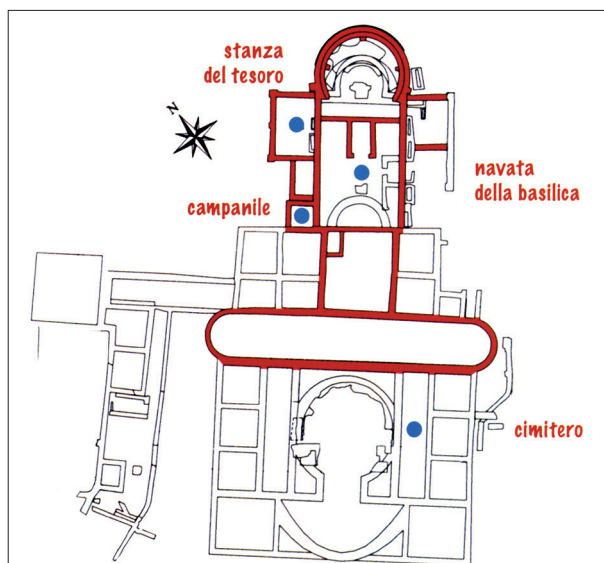 stanza
del tesoro
N
navata
della basilica
campanile
cimitero